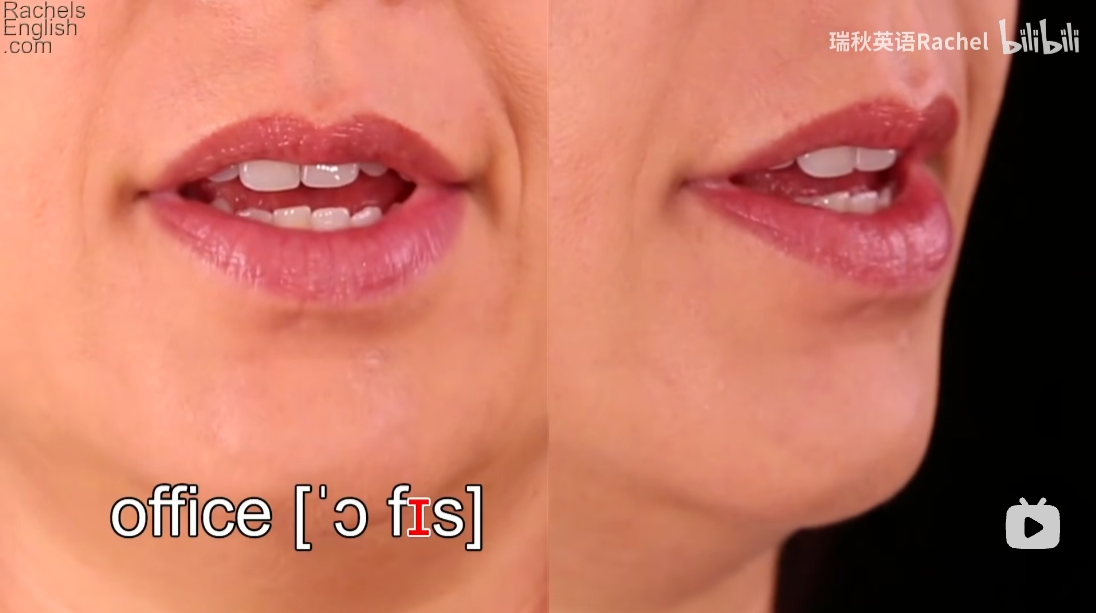 Rachels
English
.com
瑞秋英语Rachel bilibili
office [ˈɔ fɪs]